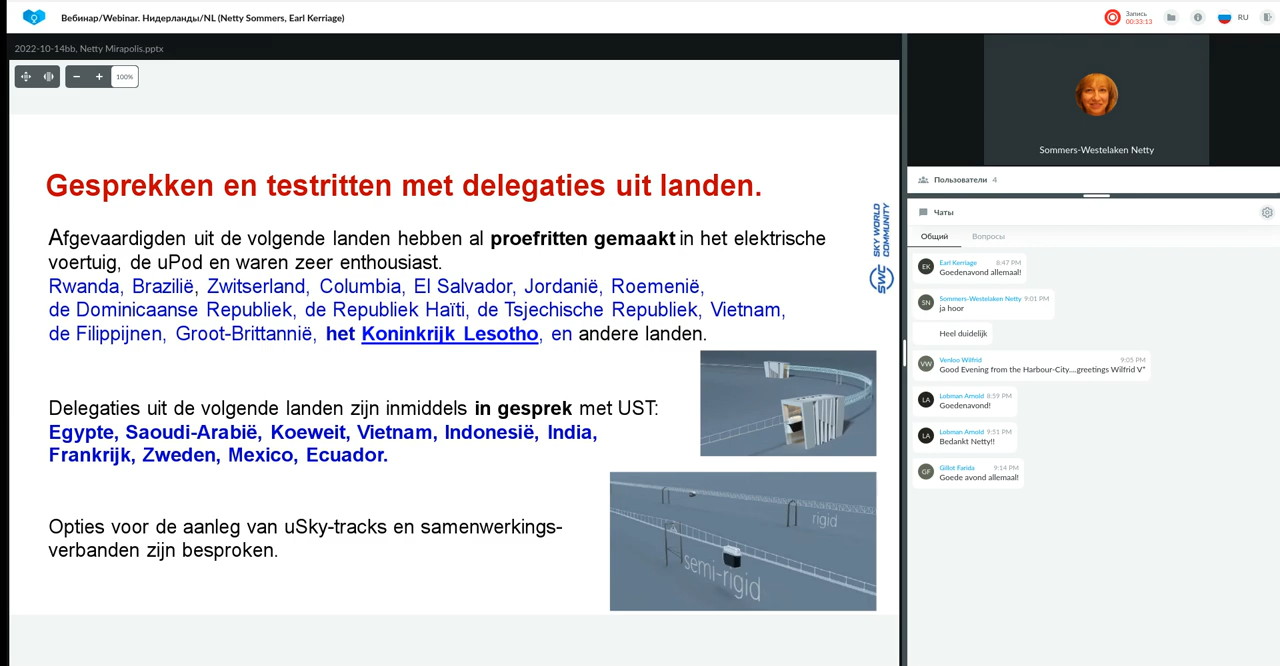 Вебинар/Webinar. Нидерланды/NL (Netty Sommers, Earl Kerriage)
Запись
00:33:13
RU
2022-10-14bb, Netty Mirapolis.pptx
100%
Gesprekken en testritten met delegaties uit landen.
Afgevaardigden uit de volgende landen hebben al proefritten gemaakt in het elektrische
voertuig, de uPod en waren zeer enthousiast.
Rwanda, Brazilië, Zwitserland, Columbia, El Salvador, Jordanië, Roemenië,
de Dominicaanse Republiek, de Republiek Haïti, de Tsjechische Republiek, Vietnam,
de Filippijnen, Groot-Brittannië, het Koninkrijk Lesotho, en andere landen.
Delegaties uit de volgende landen zijn inmiddels in gesprek met UST:
Egypte, Saoudi-Arabië, Koeweit, Vietnam, Indonesië, India,
Frankrijk, Zweden, Mexico, Ecuador.
Opties voor de aanleg van uSky-tracks en samenwerkings-
verbanden zijn besproken.
SWC SKY WORLD
COMMUNITY
rigid
semi-rigid
Sommers-Westelaken Netty
Пользователи 4
Чаты
Общий Вопросы
EK Earl Kerriage 8:47 PM
Goedenavond allemaal!
SN Sommers-Westelaken Netty 9:01 PM
ja hoor
Heel duidelijk
VW Venloo Wilfrid 9:05 PM
Good Evening from the Harbour-City....greetings Wilfrid V"
LA Lobman Arnold 8:59 PM
Goedenavond!
LA Lobman Arnold 9:51 PM
Bedankt Netty!!
GF Gillot Farida 9:14 PM
Goede avond allemaal!